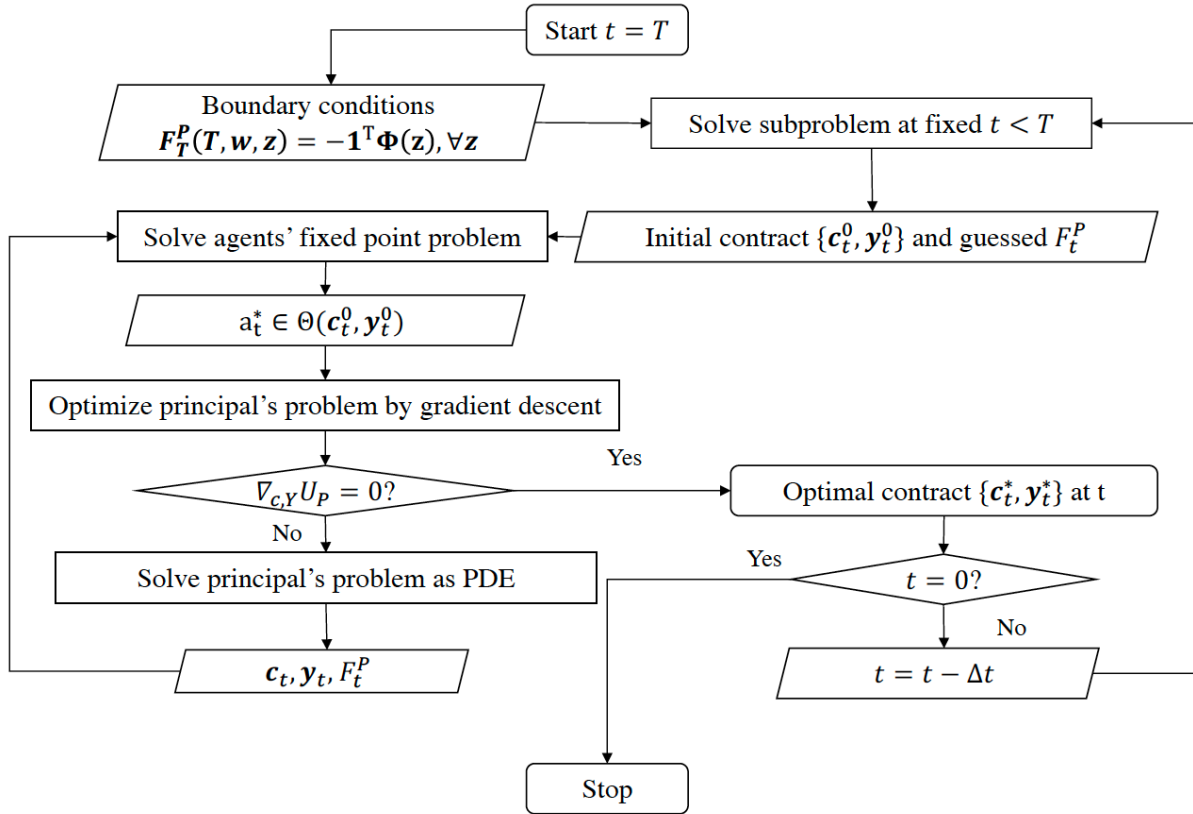 Start t = T
Boundary conditions
F_T^P(T, w, z) = −1^T Φ(z), ∀z
Solve subproblem at fixed t < T
Initial contract {c_t^0, y_t^0} and guessed F_t^P
Solve agents’ fixed point problem
a_t^* ∈ Θ(c_t^0, y_t^0)
Optimize principal’s problem by gradient descent
∇_{c,Y} U_P = 0?
Yes
Optimal contract {c_t^*, y_t^*} at t
No
Solve principal’s problem as PDE
c_t, y_t, F_t^P
Yes
t = 0?
No
t = t − Δt
Stop